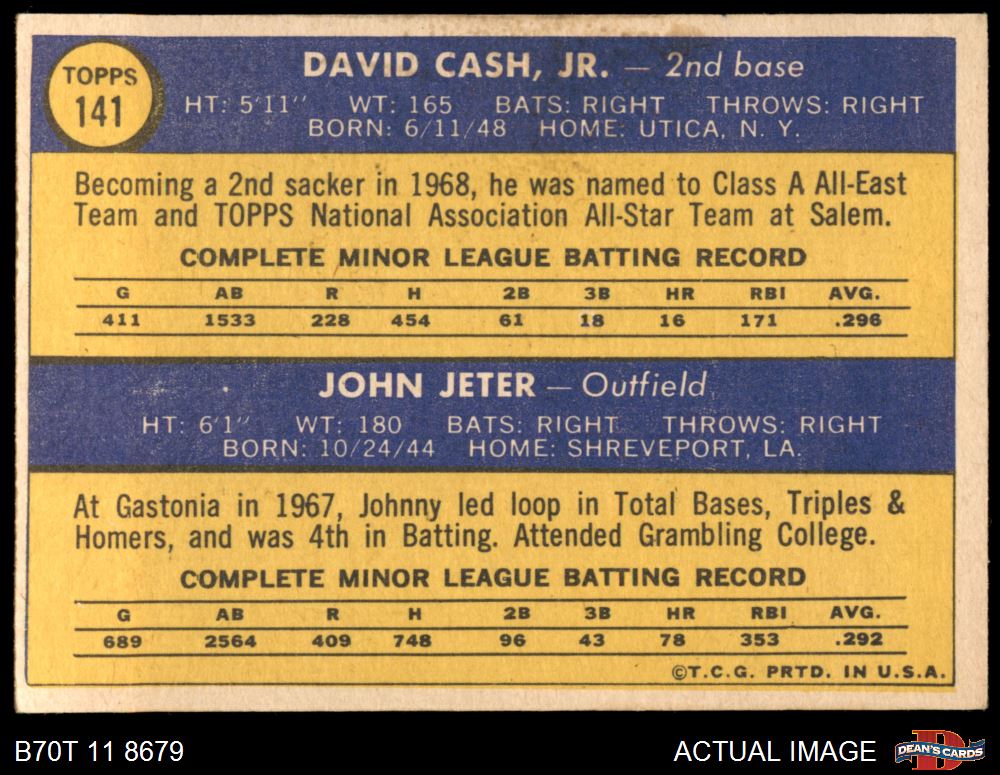 TOPPS
141
DAVID CASH, JR. — 2nd base
HT: 5'11" WT: 165 BATS: RIGHT THROWS: RIGHT
BORN: 6/11/48 HOME: UTICA, N. Y.
Becoming a 2nd sacker in 1968, he was named to Class A All-East
Team and TOPPS National Association All-Star Team at Salem.
COMPLETE MINOR LEAGUE BATTING RECORD
G AB R H 2B 3B HR RBI AVG.
411 1533 228 454 61 18 16 171 .296
JOHN JETER — Outfield
HT: 6'1" WT: 180 BATS: RIGHT THROWS: RIGHT
BORN: 10/24/44 HOME: SHREVEPORT, LA.
At Gastonia in 1967, Johnny led loop in Total Bases, Triples &
Homers, and was 4th in Batting. Attended Grambling College.
COMPLETE MINOR LEAGUE BATTING RECORD
G AB R H 2B 3B HR RBI AVG.
689 2564 409 748 96 43 78 353 .292
©T.C.G. PRTD. IN U.S.A.
B70T 11 8679
ACTUAL IMAGE
DEAN'S CARDS